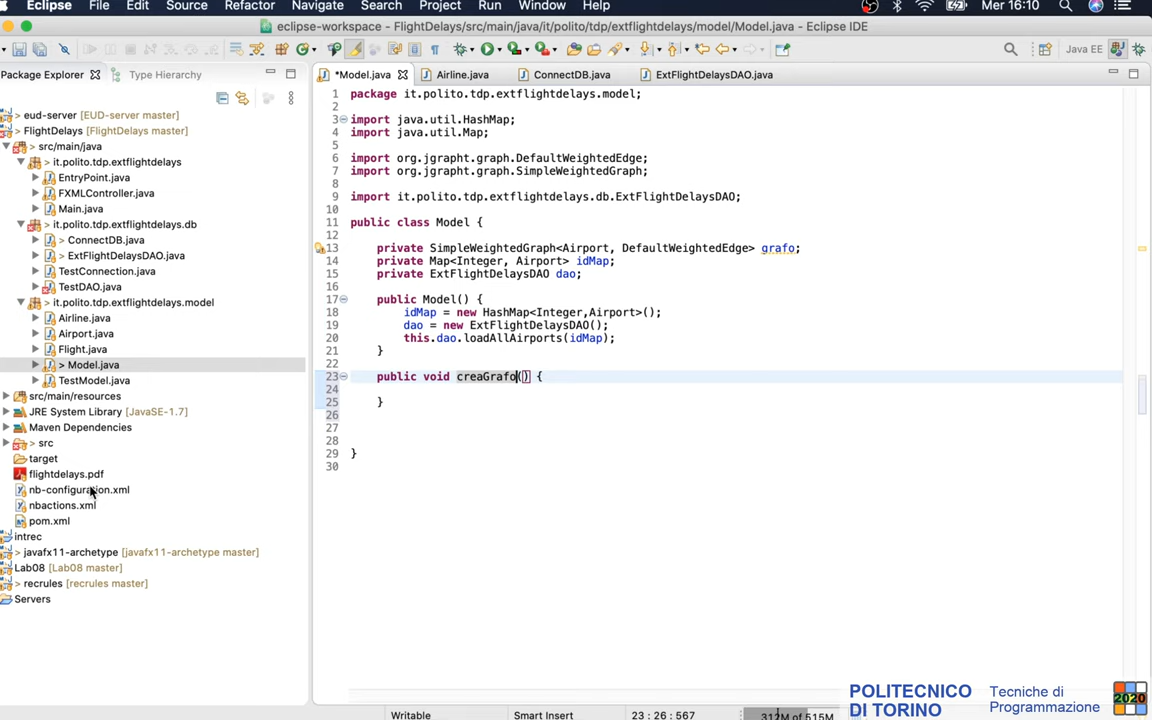 Eclipse File Edit Source Refactor Navigate Search Project Run Window Help Mer 16:10
eclipse-workspace - FlightDelays/src/main/java/it/polito/tdp/extflightdelays/model/Model.java - Eclipse IDE
Java EE
Package Explorer Type Hierarchy
*Model.java Airline.java ConnectDB.java ExtFlightDelaysDAO.java
> eud-server [EUD-server master]
> FlightDelays [FlightDelays master]
> src/main/java
> it.polito.tdp.extflightdelays
EntryPoint.java
FXMLController.java
Main.java
> it.polito.tdp.extflightdelays.db
> ConnectDB.java
> ExtFlightDelaysDAO.java
TestConnection.java
TestDAO.java
> it.polito.tdp.extflightdelays.model
Airline.java
Airport.java
Flight.java
> Model.java
TestModel.java
src/main/resources
JRE System Library [JavaSE-1.7]
Maven Dependencies
> src
target
flightdelays.pdf
nb-configuration.xml
nbactions.xml
pom.xml
intrec
> javafx11-archetype [javafx11-archetype master]
Lab08 [Lab08 master]
> recrules [recrules master]
Servers
1 package it.polito.tdp.extflightdelays.model;
2
3 import java.util.HashMap;
4 import java.util.Map;
5
6 import org.jgrapht.graph.DefaultWeightedEdge;
7 import org.jgrapht.graph.SimpleWeightedGraph;
8
9 import it.polito.tdp.extflightdelays.db.ExtFlightDelaysDAO;
10
11 public class Model {
12
13 private SimpleWeightedGraph<Airport, DefaultWeightedEdge> grafo;
14 private Map<Integer, Airport> idMap;
15 private ExtFlightDelaysDAO dao;
16
17 public Model() {
18 idMap = new HashMap<Integer,Airport>();
19 dao = new ExtFlightDelaysDAO();
20 this.dao.loadAllAirports(idMap);
21 }
22
23 public void creaGrafo() {
24
25 }
26
27
28
29 }
30
Writable Smart Insert 23 : 26 : 567 312M of 515M
POLITECNICO
DI TORINO
Tecniche di
Programmazione
2020